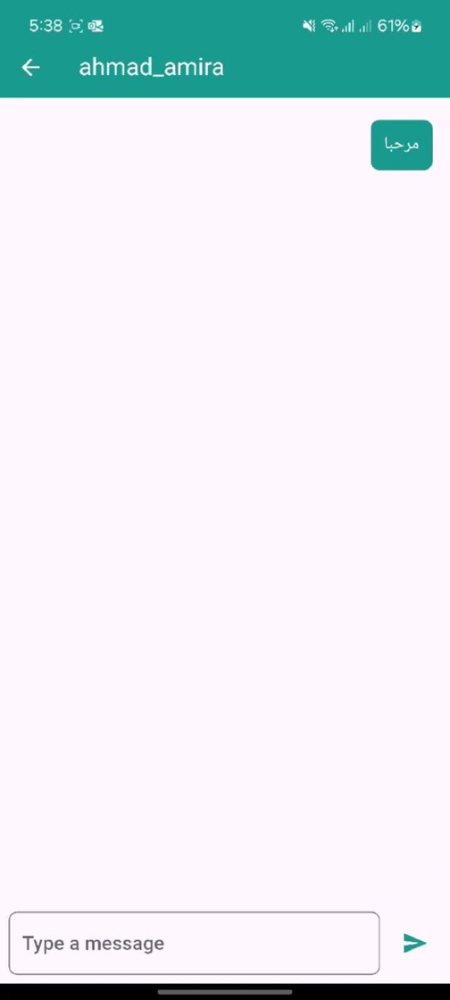 5:38 61%
ahmad_amira
مرحبا
Type a message